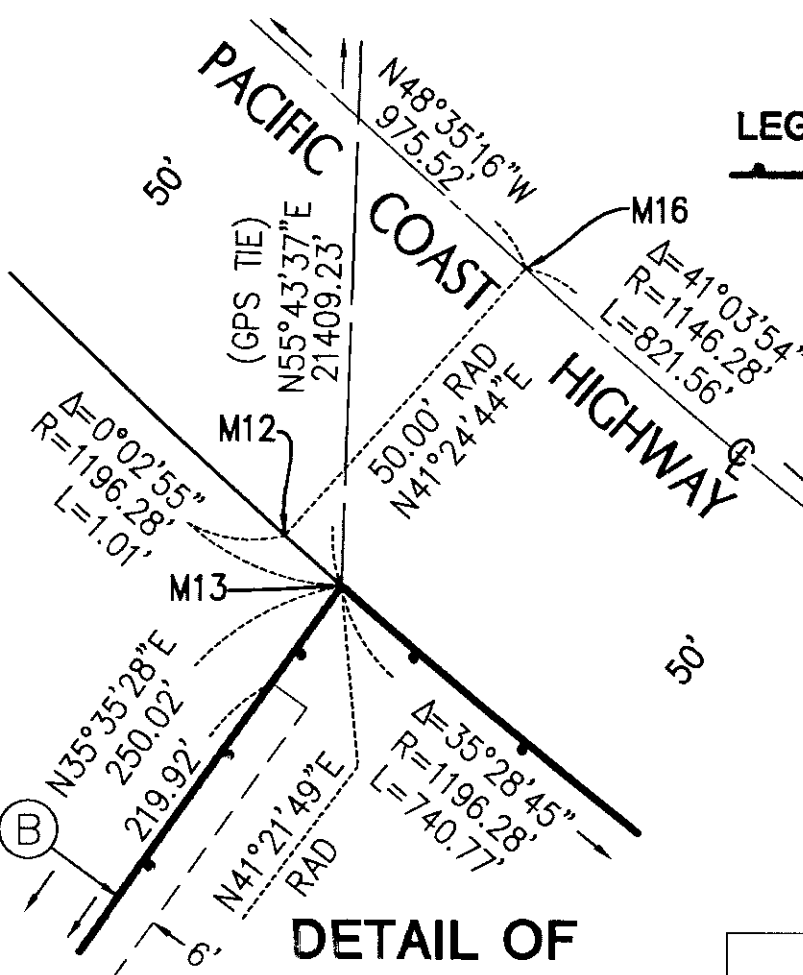 PACIFIC COAST HIGHWAY
N48°35'16"W
975.52'
LEG
50'
M16
(GPS TIE)
N55°43'37"E
21409.23'
Δ=41°03'54"
R=1146.28'
L=821.56'
50.00' RAD
N41°24'44"E
M12
Δ=0°02'55"
R=1196.28'
L=1.01'
℄
M13
50'
N35°35'28"E
250.02'
219.92'
Δ=35°28'45"
R=1196.28'
L=740.77'
N41°21'49"E
RAD
B
6'
DETAIL OF